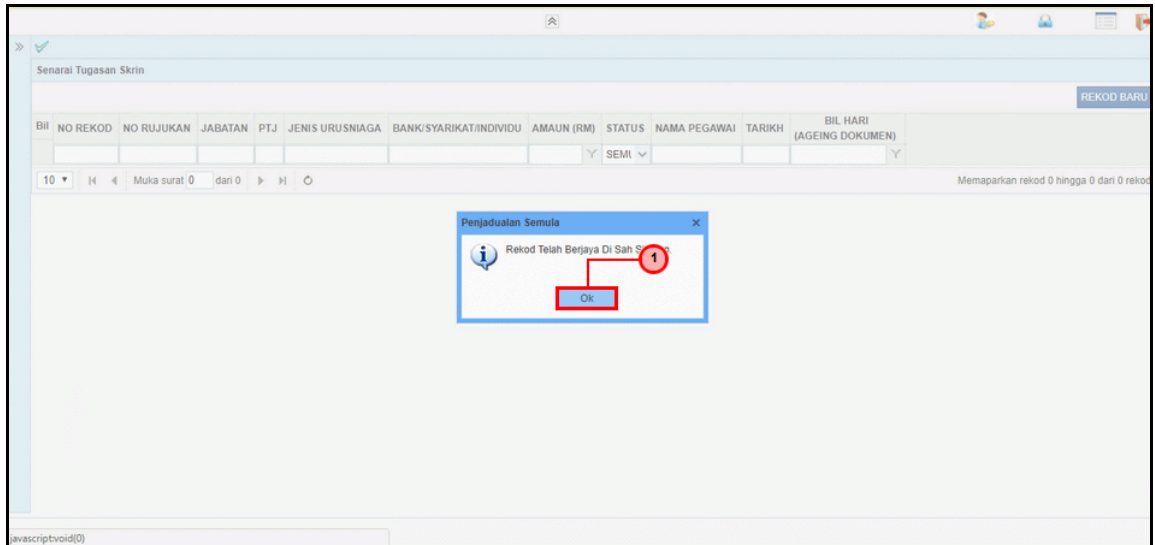 Senarai Tugasan Skrin
REKOD BARU
Bil NO REKOD NO RUJUKAN JABATAN PTJ JENIS URUSNIAGA BANK/SYARIKAT/INDIVIDU AMAUN (RM) STATUS NAMA PEGAWAI TARIKH BIL HARI
(AGEING DOKUMEN)
SEMU
10 Muka surat 0 dari 0 Memaparkan rekod 0 hingga 0 dari 0 rekod
Penjadualan Semula
Rekod Telah Berjaya Di Sah
1
Ok
javascript:void(0)